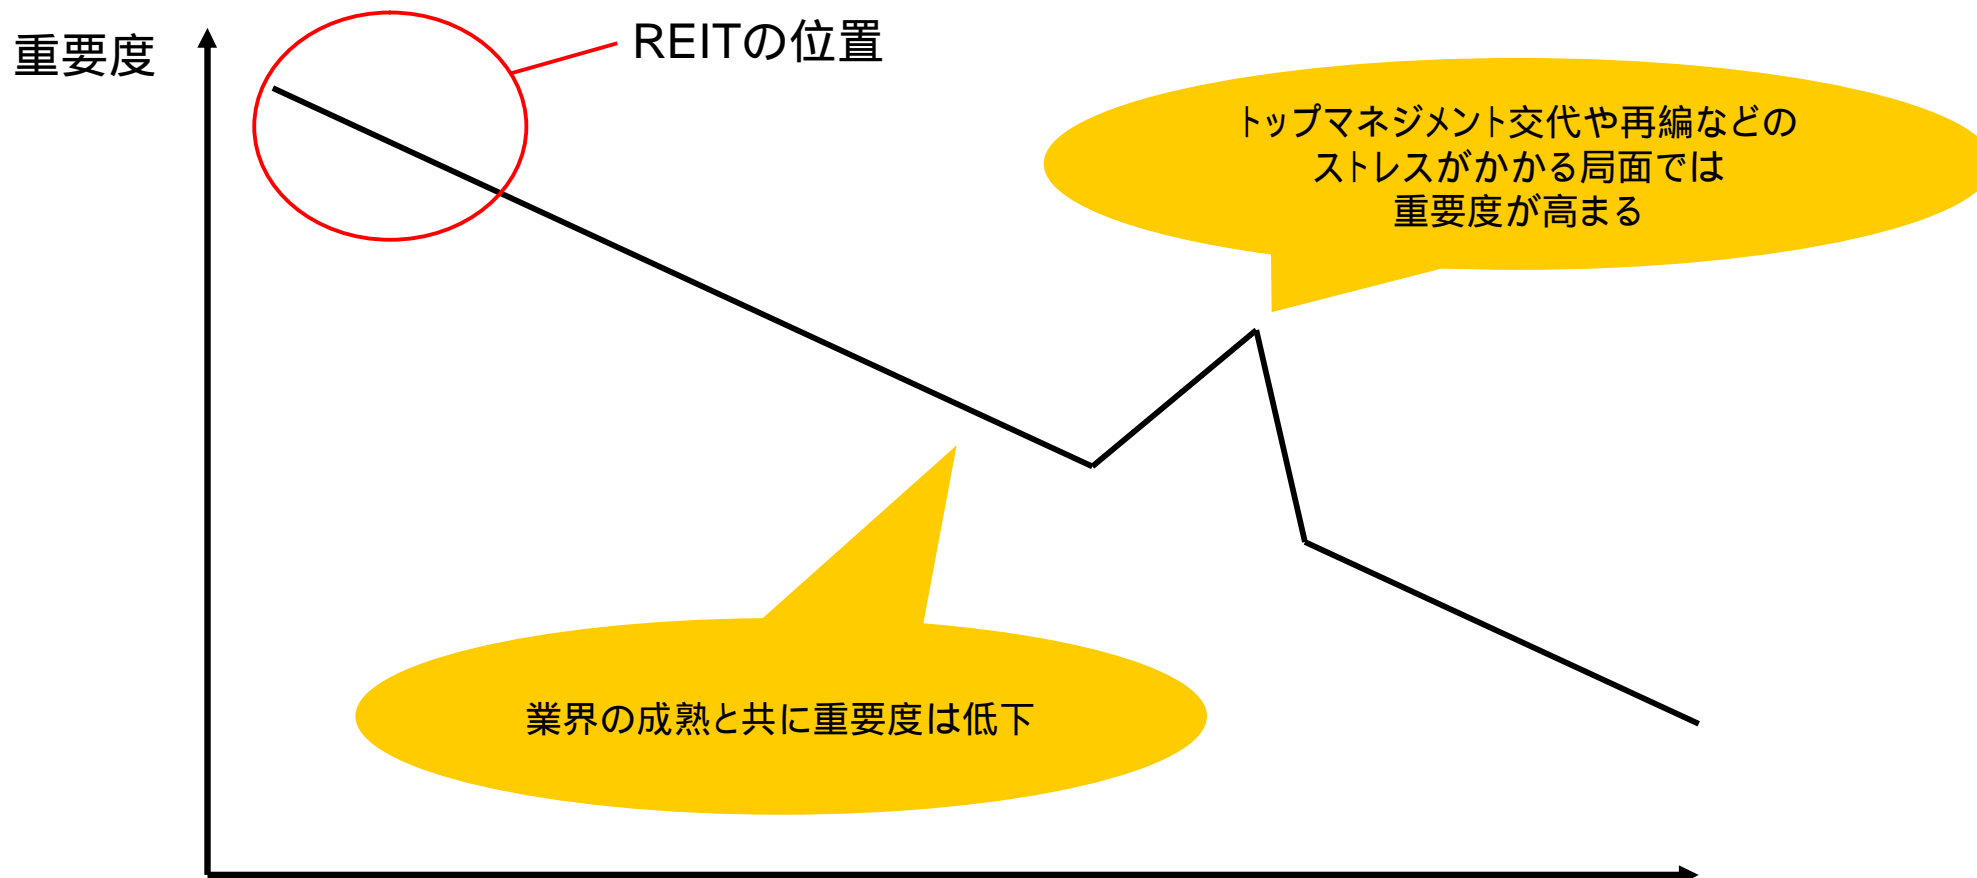 重要度
REITの位置
トップマネジメント交代や再編などの
ストレスがかかる局面では
重要度が高まる
業界の成熟と共に重要度は低下